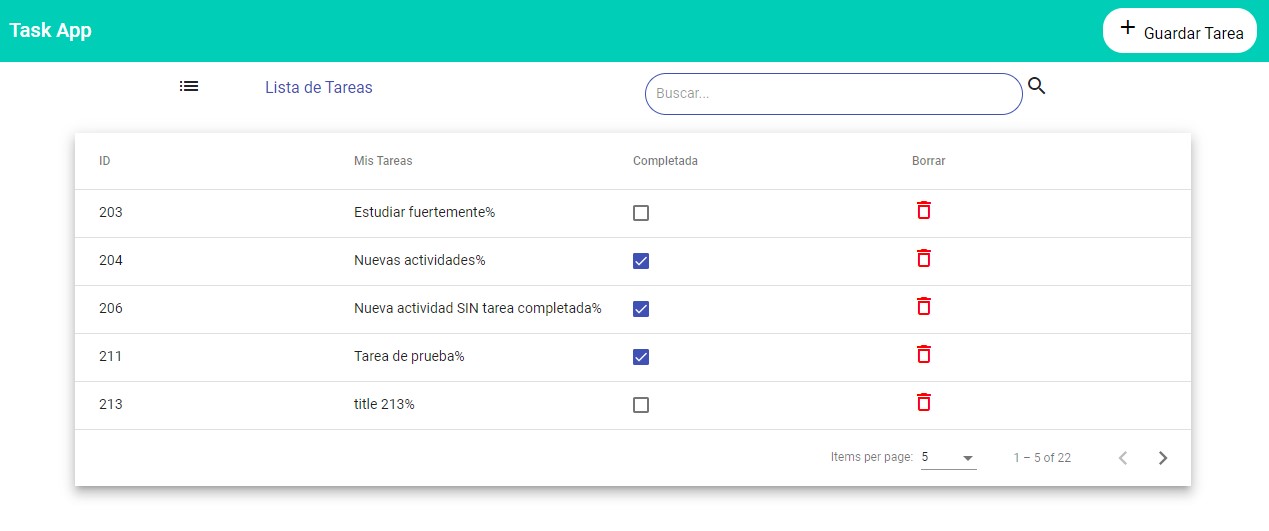 Task App
+ Guardar Tarea
Lista de Tareas
Buscar...
ID Mis Tareas Completada Borrar
203 Estudiar fuertemente%
204 Nuevas actividades%
206 Nueva actividad SIN tarea completada%
211 Tarea de prueba%
213 title 213%
Items per page: 5 1 – 5 of 22